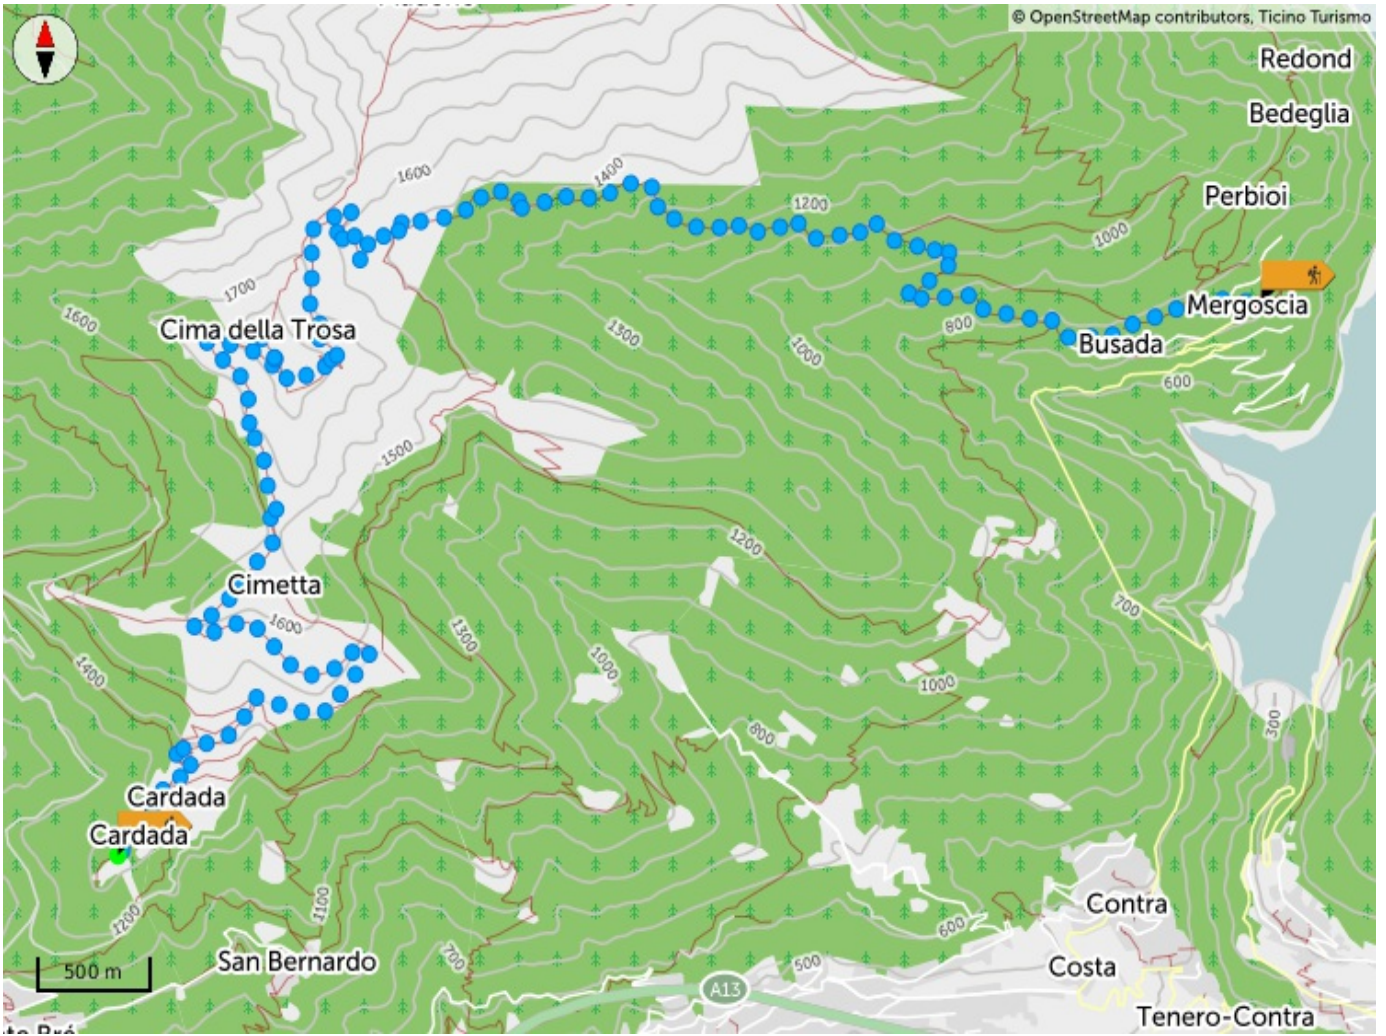 © OpenStreetMap contributors, Ticino Turismo
Redond
Bedeglia
1600
1400
Perbioi
1200
1000
1700
Mergoscia
1600
Cima della Trosa
1300
1000
800
Busada
600
1500
1200
Cimetta
1600
700
1300
1400
1000
1000
800
300
Cardada
Cardada
1200
1100
Contra
600
700
San Bernardo
500
Costa
500 m
A13
Tenero-Contra